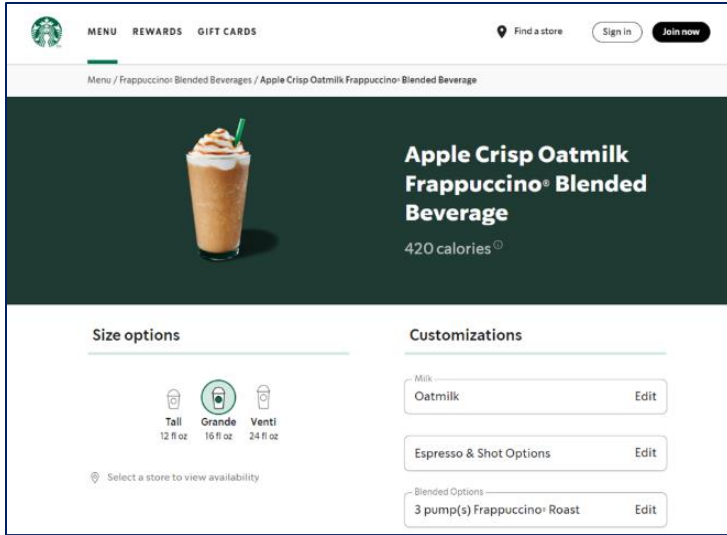 MENU REWARDS GIFT CARDS Find a store Sign in Join now
Menu / Frappuccino® Blended Beverages / Apple Crisp Oatmilk Frappuccino® Blended Beverage
Apple Crisp Oatmilk
Frappuccino® Blended
Beverage
420 calories
Size options
Tall Grande Venti
12 fl oz 16 fl oz 24 fl oz
Select a store to view availability
Customizations
Milk
Oatmilk Edit
Espresso & Shot Options Edit
Blended Options
3 pump(s) Frappuccino® Roast Edit